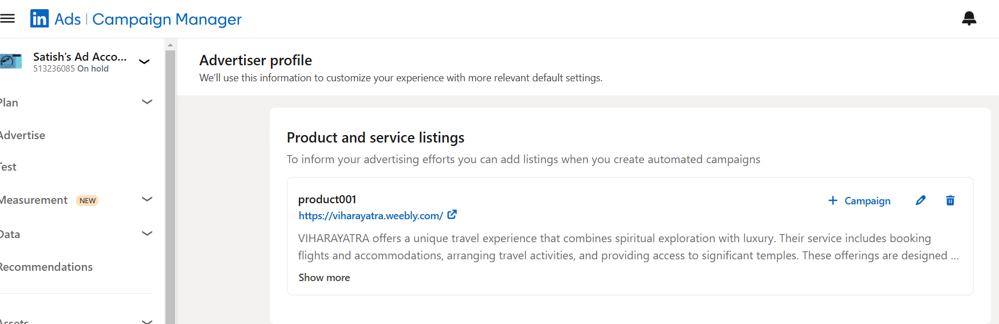 in Ads | Campaign Manager
Satish’s Ad Acco...
513236085 On hold
Plan
Advertise
Test
Measurement NEW
Data
Recommendations
Assets
Advertiser profile
We’ll use this information to customize your experience with more relevant default settings.
Product and service listings
To inform your advertising efforts you can add listings when you create automated campaigns
product001
+ Campaign
https://viharayatra.weebly.com/
VIHARAYATRA offers a unique travel experience that combines spiritual exploration with luxury. Their service includes booking
flights and accommodations, arranging travel activities, and providing access to significant temples. These offerings are designed ...
Show more